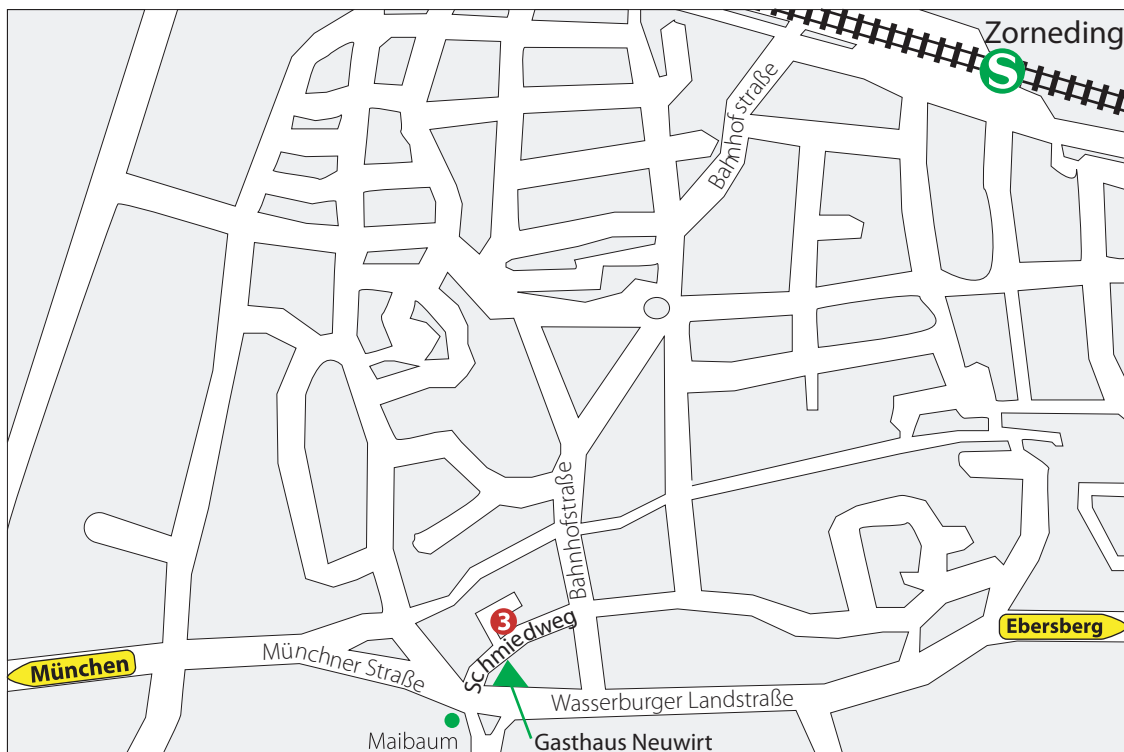 Zorneding
S
Bahnhofstraße
Bahnhofstraße
3
Schmiedweg
Ebersberg
München
Münchner Straße
Wasserburger Landstraße
Maibaum
Gasthaus Neuwirt